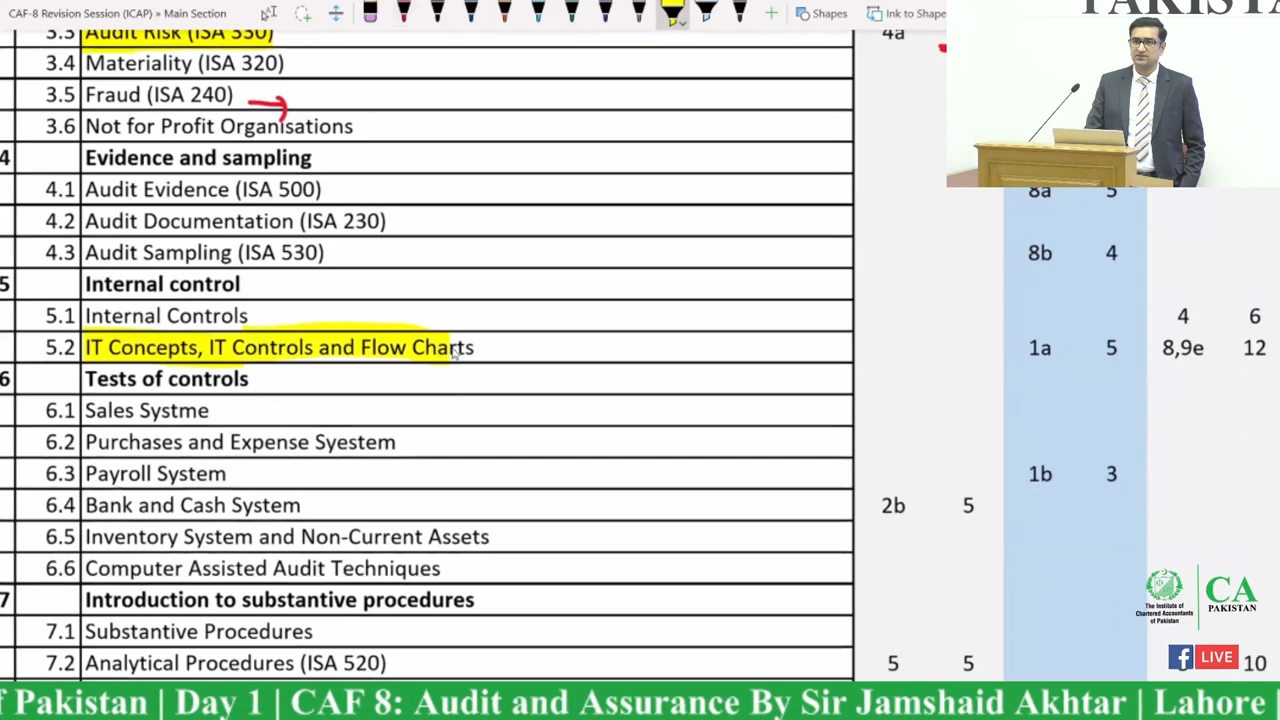 CAF-8 Revision Session (ICAP) » Main Section
Shapes
Ink to Shape
PAKISTAN
3.3 Audit Risk (ISA 330) 4a
3.4 Materiality (ISA 320)
3.5 Fraud (ISA 240)
3.6 Not for Profit Organisations
4 Evidence and sampling
4.1 Audit Evidence (ISA 500) 8a 5
4.2 Audit Documentation (ISA 230)
4.3 Audit Sampling (ISA 530) 8b 4
5 Internal control
5.1 Internal Controls 4 6
5.2 IT Concepts, IT Controls and Flow Charts 1a 5 8,9e 12
6 Tests of controls
6.1 Sales Systme
6.2 Purchases and Expense Syestem
6.3 Payroll System 1b 3
6.4 Bank and Cash System 2b 5
6.5 Inventory System and Non-Current Assets
6.6 Computer Assisted Audit Techniques
7 Introduction to substantive procedures
7.1 Substantive Procedures
7.2 Analytical Procedures (ISA 520) 5 5 10
The Institute of
Chartered Accountants
of Pakistan
CA
PAKISTAN
LIVE
f Pakistan | Day 1 | CAF 8: Audit and Assurance By Sir Jamshaid Akhtar | Lahore